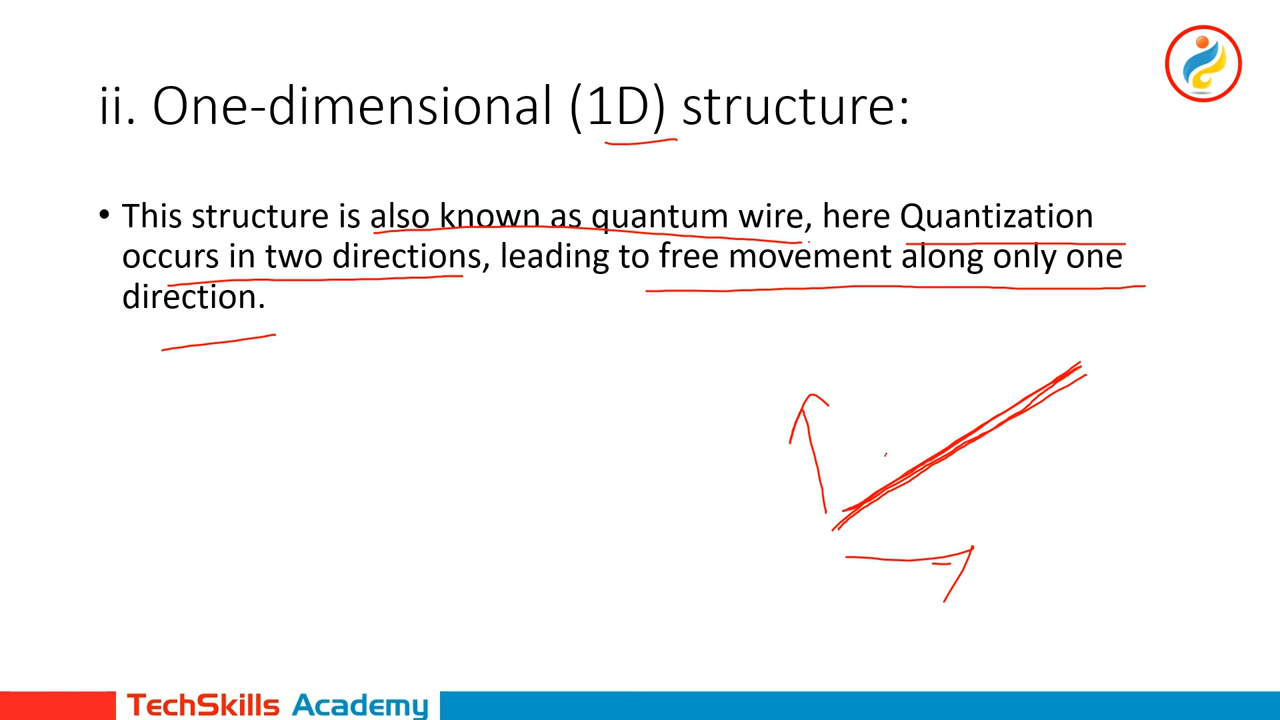 ii. One-dimensional (1D) structure:
• This structure is also known as quantum wire, here Quantization
occurs in two directions, leading to free movement along only one
direction.
TechSkills Academy